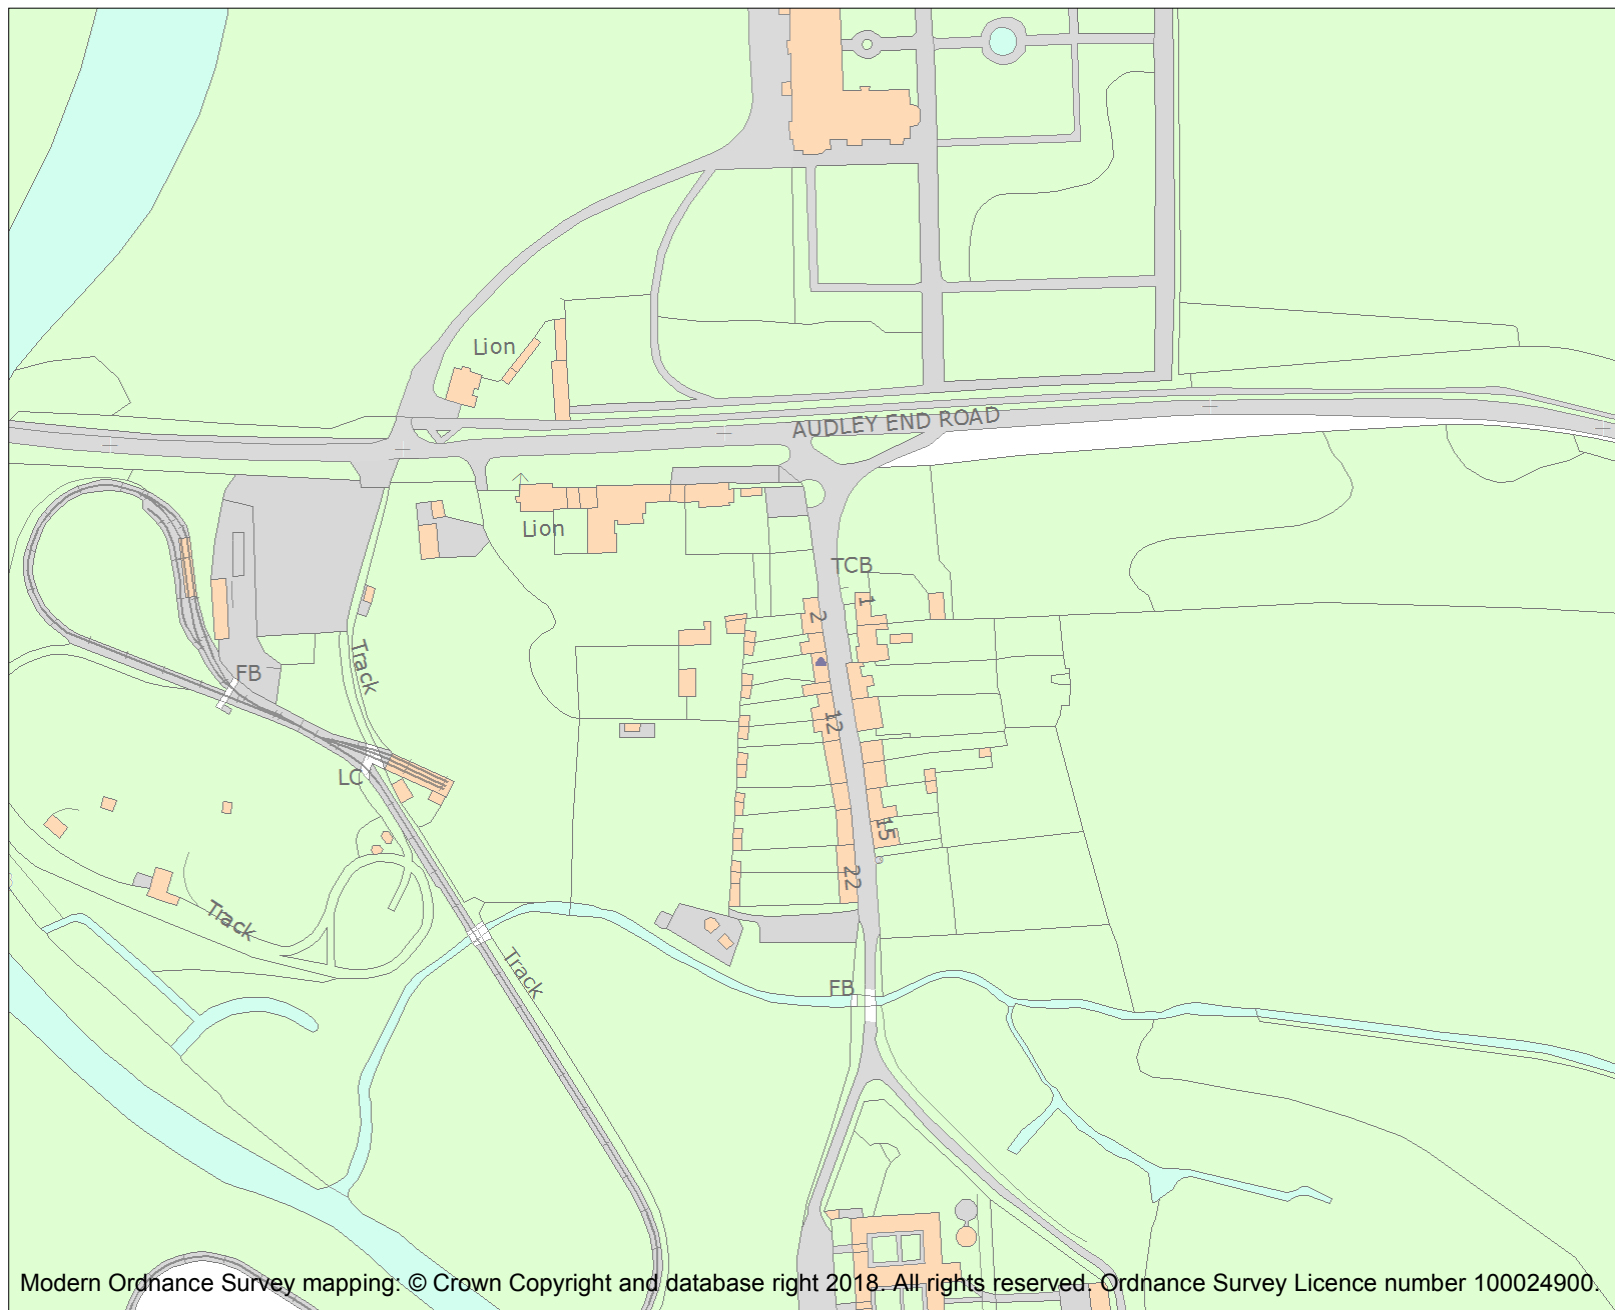 Lion
AUDLEY END ROAD
Lion
TCB
1
2
Track
FB
12
LC
15
22
Track
Track
FB
Modern Ordnance Survey mapping: © Crown Copyright and database right 2018. All rights reserved. Ordnance Survey Licence number 100024900.